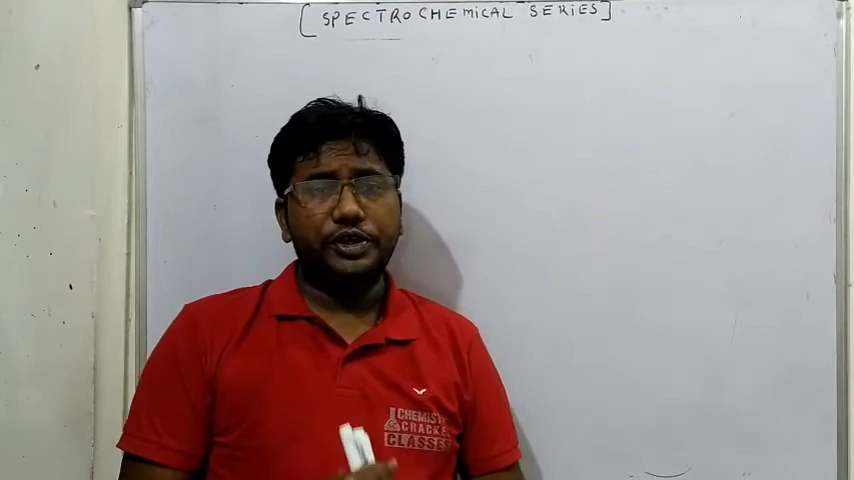 [SPECTROCHEMICAL SERIES]
CHEMISTRY
CRACKER
CLASSES